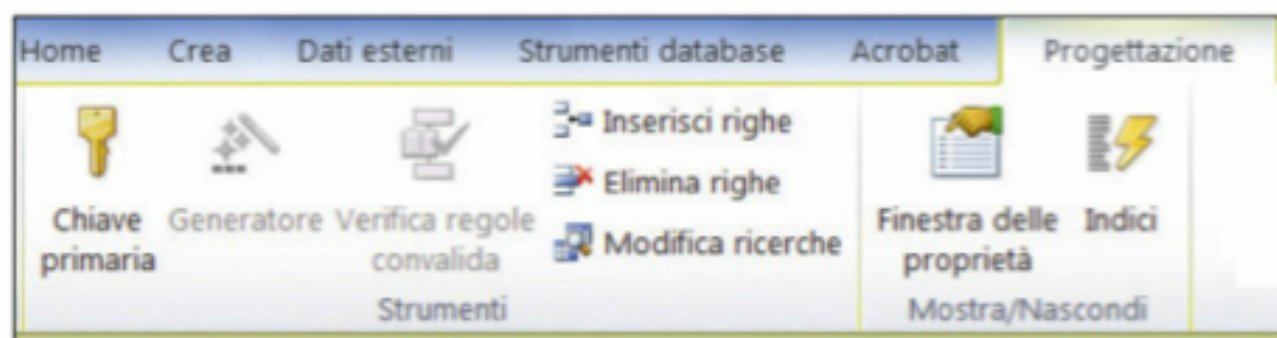 Home Crea Dati esterni Strumenti database Acrobat Progettazione
Chiave primaria
Generatore
Verifica regole convalida
Inserisci righe
Elimina righe
Modifica ricerche
Strumenti
Finestra delle proprietà
Indici
Mostra/Nascondi